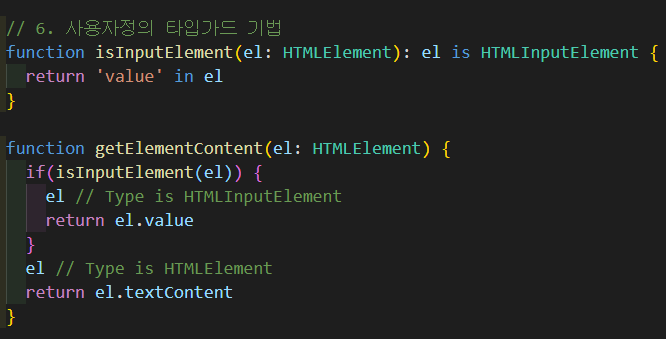 // 6. 사용자정의 타입가드 기법
function isInputElement(el: HTMLElement): el is HTMLInputElement {
  return 'value' in el
}

function getElementContent(el: HTMLElement) {
  if(isInputElement(el)) {
    el // Type is HTMLInputElement
    return el.value
  }
  el // Type is HTMLElement
  return el.textContent
}